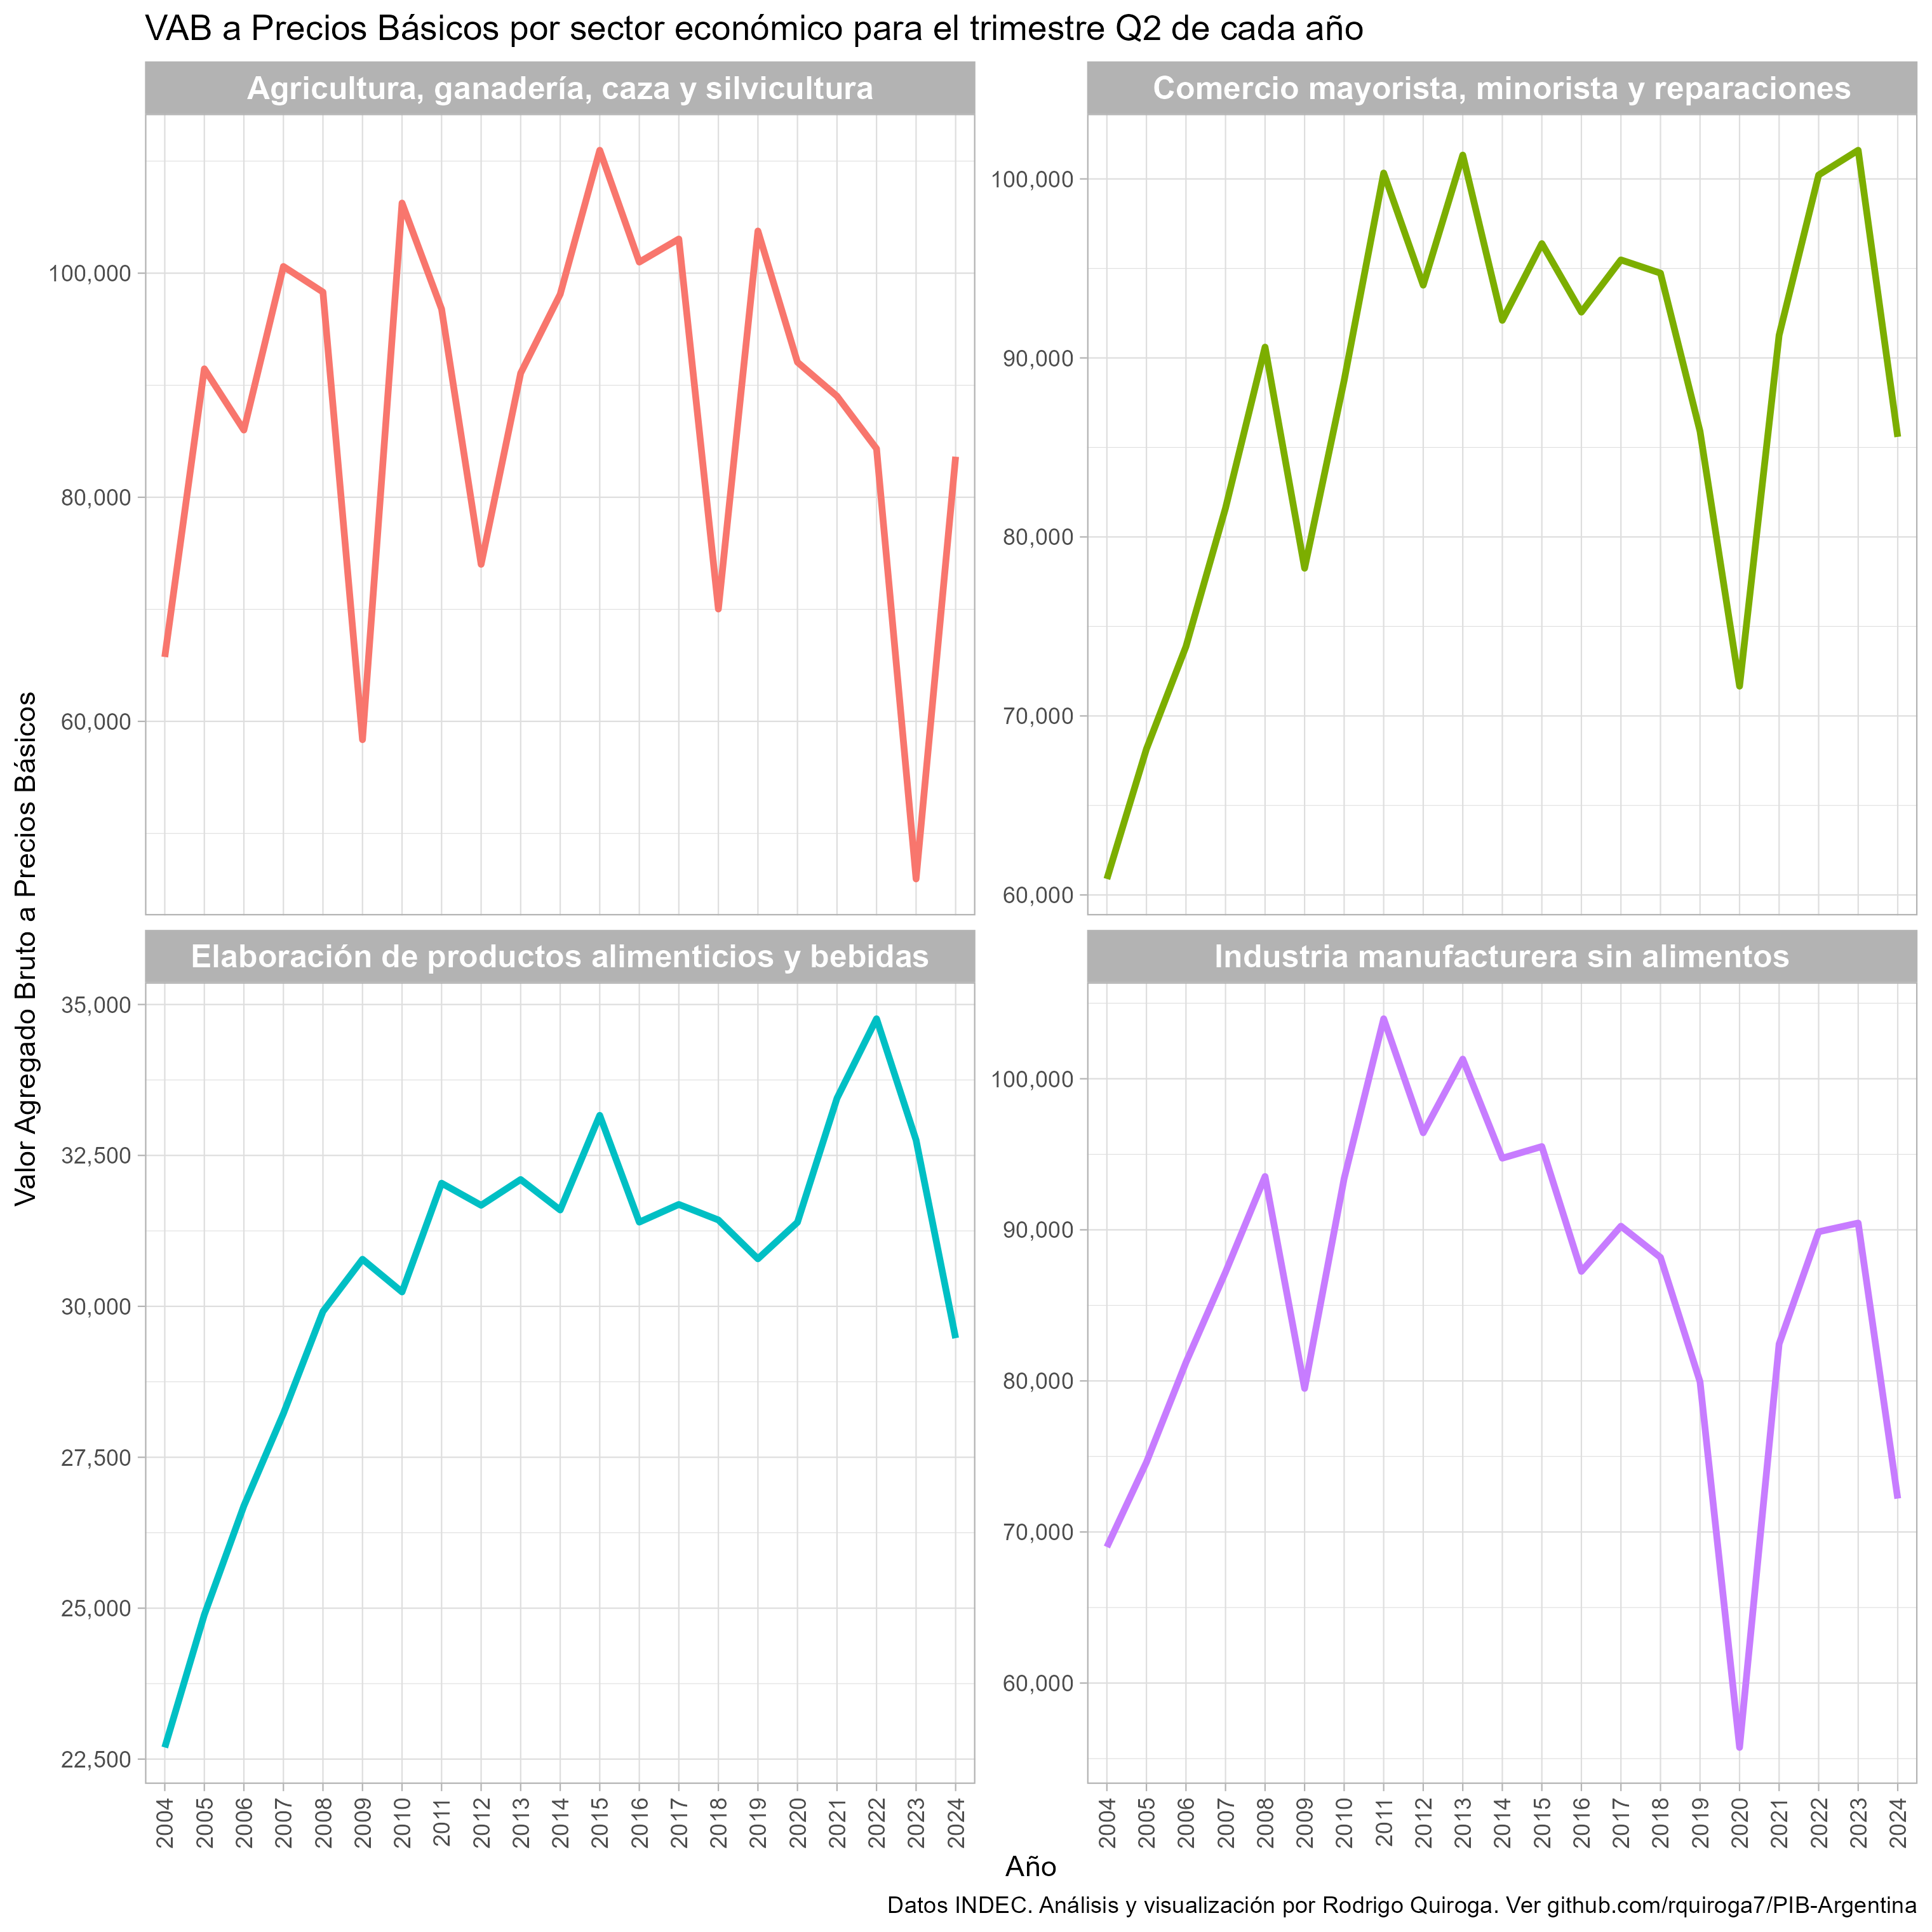 VAB a Precios Básicos por sector económico para el trimestre Q2 de cada año
Valor Agregado Bruto a Precios Básicos
Agricultura, ganadería, caza y silvicultura
100,000
80,000
60,000
Comercio mayorista, minorista y reparaciones
100,000
90,000
80,000
70,000
60,000
Elaboración de productos alimenticios y bebidas
35,000
32,500
30,000
27,500
25,000
22,500
2004 2005 2006 2007 2008 2009 2010 2011 2012 2013 2014 2015 2016 2017 2018 2019 2020 2021 2022 2023 2024
Industria manufacturera sin alimentos
100,000
90,000
80,000
70,000
60,000
2004 2005 2006 2007 2008 2009 2010 2011 2012 2013 2014 2015 2016 2017 2018 2019 2020 2021 2022 2023 2024
Año
Datos INDEC. Análisis y visualización por Rodrigo Quiroga. Ver github.com/rquiroga7/PIB-Argentina